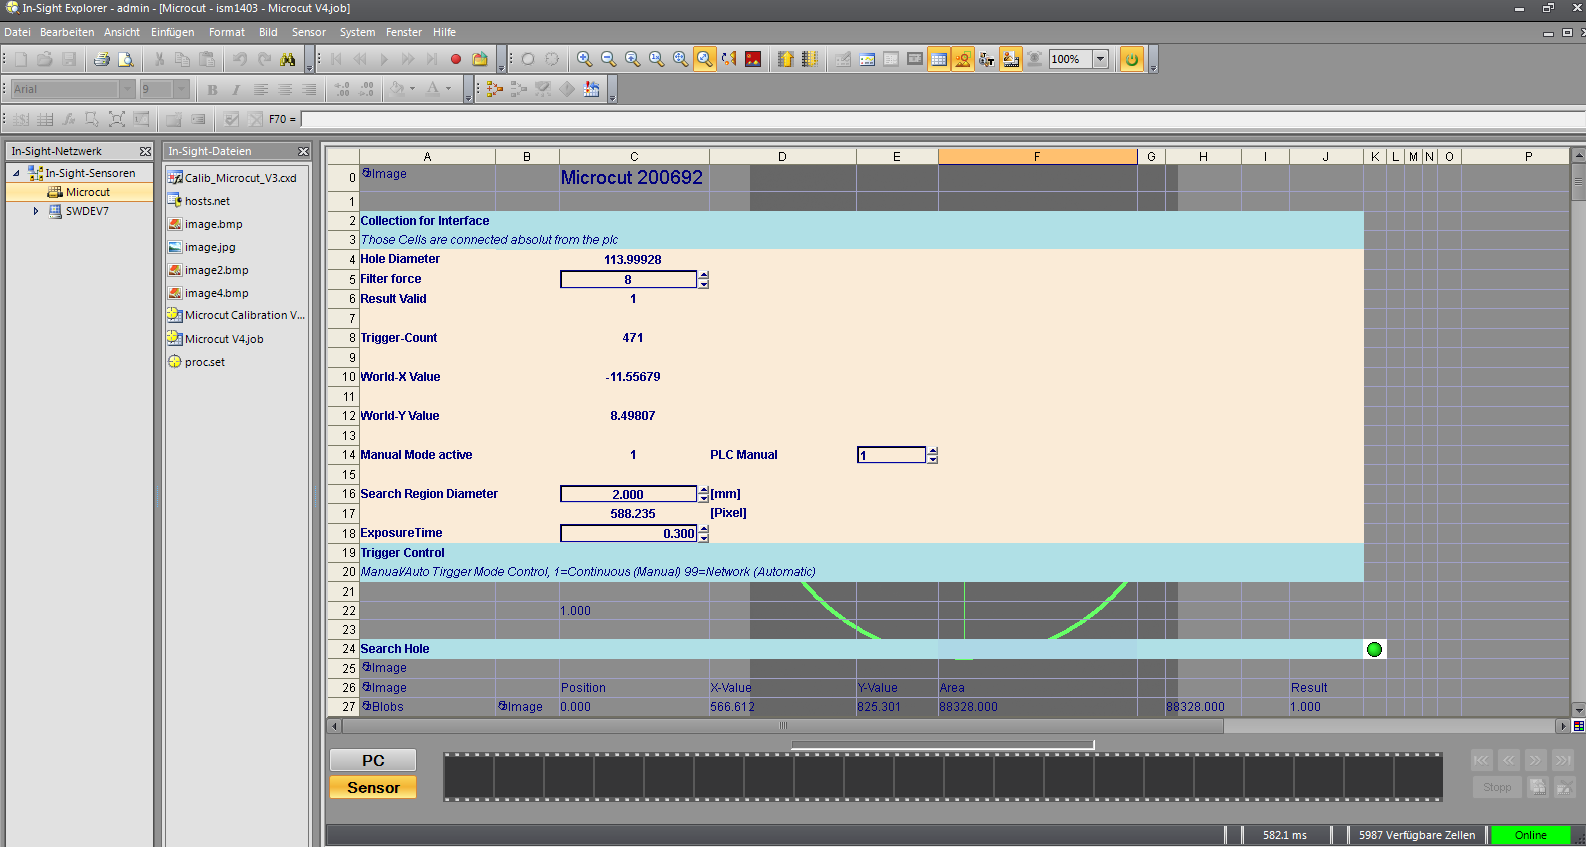 In-Sight Explorer - admin - [Microcut - ism1403 - Microcut V4.job]
Datei Bearbeiten Ansicht Einfügen Format Bild Sensor System Fenster Hilfe
100%
Arial 9 B I
F70 =
In-Sight-Netzwerk
In-Sight-Sensoren
Microcut
SWDEV7
In-Sight-Dateien
Calib_Microcut_V3.cxd
hosts.net
image.bmp
image.jpg
image2.bmp
image4.bmp
Microcut Calibration V...
Microcut V4.job
proc.set
A B C D E F G H I J K L M N O P
0 Image Microcut 200692
1
2 Collection for Interface
3 Those Cells are connected absolut from the plc
4 Hole Diameter 113.99928
5 Filter force 8
6 Result Valid 1
7
8 Trigger-Count 471
9
10 World-X Value -11.55679
11
12 World-Y Value 8.49807
13
14 Manual Mode active 1 PLC Manual 1
15
16 Search Region Diameter 2.000 [mm]
17 588.235 [Pixel]
18 ExposureTime 0.300
19 Trigger Control
20 Manual/Auto Tirgger Mode Control, 1=Continuous (Manual) 99=Network (Automatic)
21
22 1.000
23
24 Search Hole
25 Image
26 Image Position X-Value Y-Value Area Result
27 Blobs Image 0.000 566.612 825.301 88328.000 88328.000 1.000
PC
Sensor
Stopp
582.1 ms 5987 Verfügbare Zellen Online